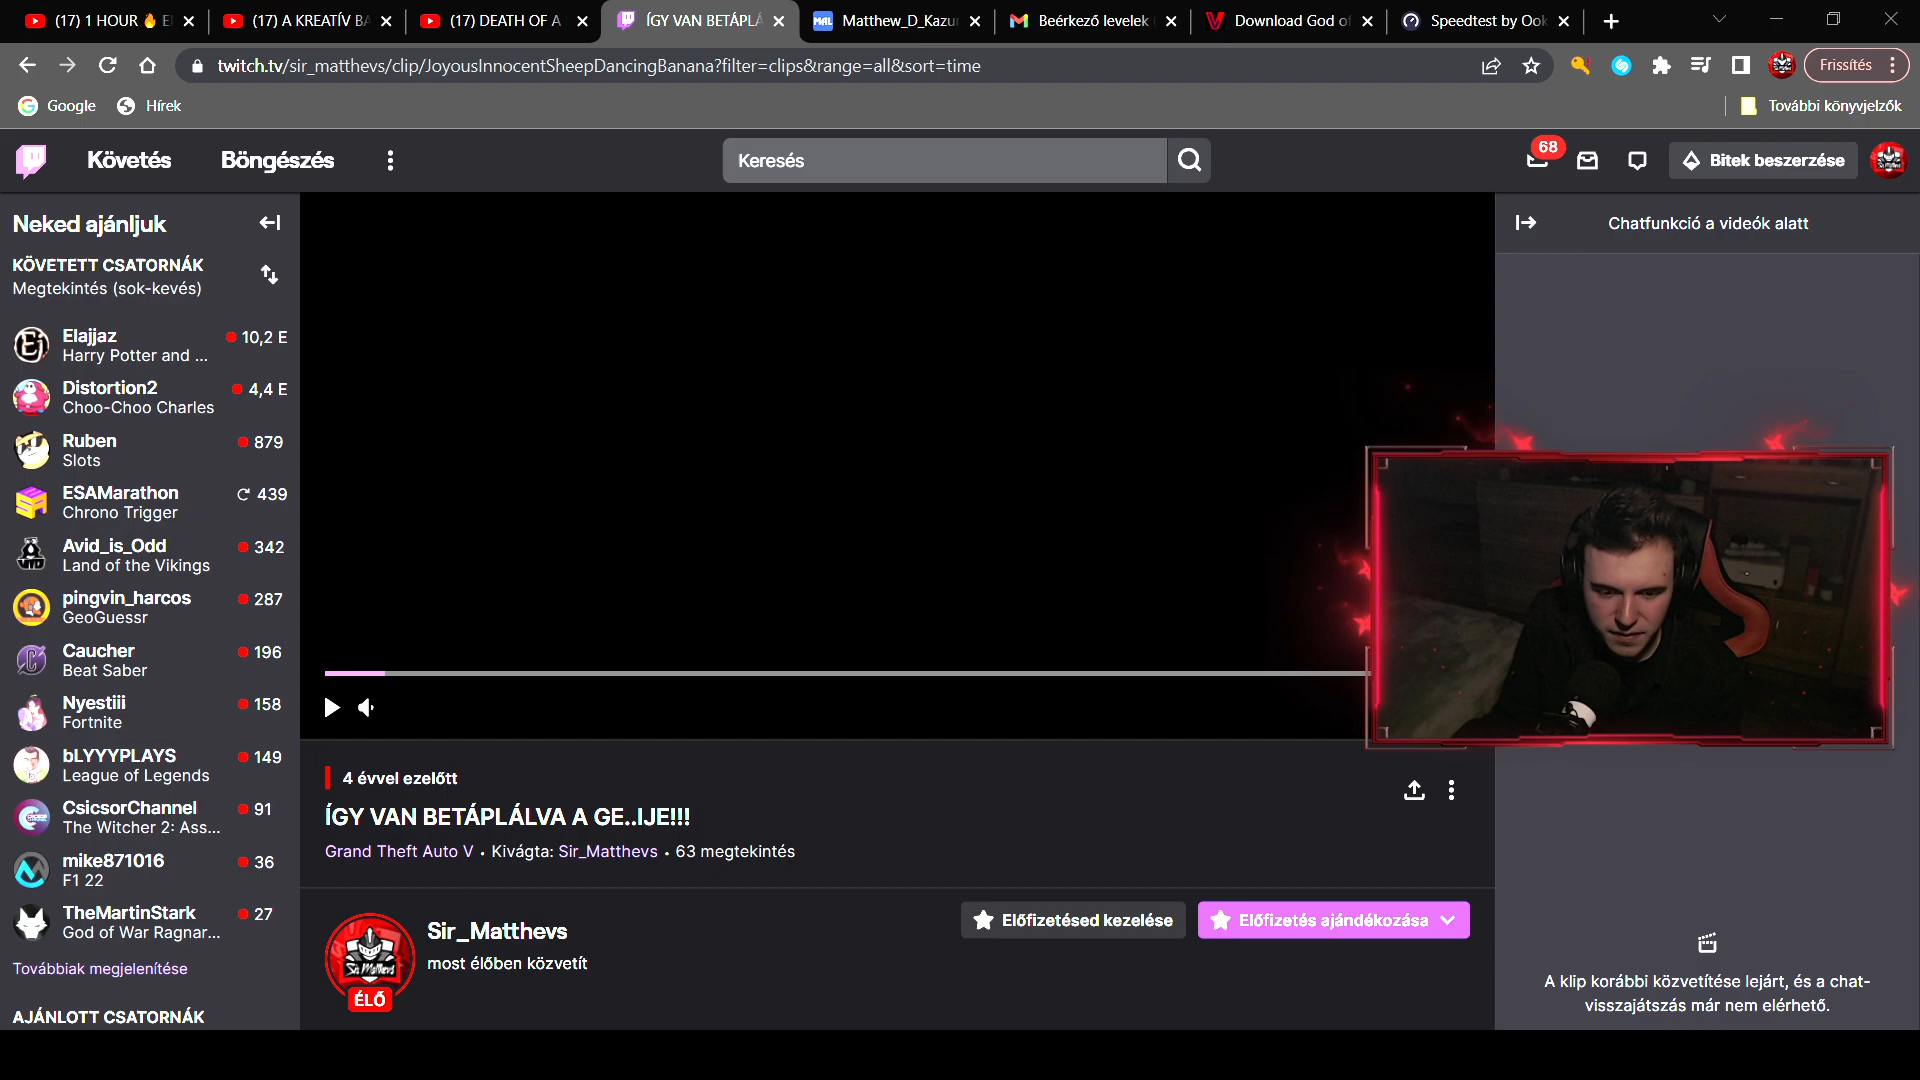 (17) 1 HOUR 🔥 E
(17) A KREATÍV BA
(17) DEATH OF A
ÍGY VAN BETÁPLÁ
Matthew_D_Kazu
Beérkező levelek
Download God of
Speedtest by Ook
twitch.tv/sir_matthevs/clip/JoyousInnocentSheepDancingBanana?filter=clips&range=all&sort=time
Frissítés
Google
Hírek
További könyvjelzők
Követés
Böngészés
Keresés
68
Bitek beszerzése
Neked ajánljuk
KÖVETETT CSATORNÁK
Megtekintés (sok-kevés)
Elajjaz
10,2 E
Harry Potter and ...
Distortion2
4,4 E
Choo-Choo Charles
Ruben
879
Slots
ESAMarathon
439
Chrono Trigger
Avid_is_Odd
342
Land of the Vikings
pingvin_harcos
287
GeoGuessr
Caucher
196
Beat Saber
Nyestiii
158
Fortnite
bLYYYPLAYS
149
League of Legends
CsicsorChannel
91
The Witcher 2: Ass...
mike871016
36
F1 22
TheMartinStark
27
God of War Ragnar...
Továbbiak megjelenítése
AJÁNLOTT CSATORNÁK
4 évvel ezelőtt
ÍGY VAN BETÁPLÁLVA A GE..IJE!!!
Grand Theft Auto V • Kivágta: Sir_Matthevs • 63 megtekintés
Sir Matthevs
ÉLŐ
Sir_Matthevs
most élőben közvetít
Előfizetésed kezelése
Előfizetés ajándékozása
Chatfunkció a videók alatt
A klip korábbi közvetítése lejárt, és a chat-
visszajátszás már nem elérhető.